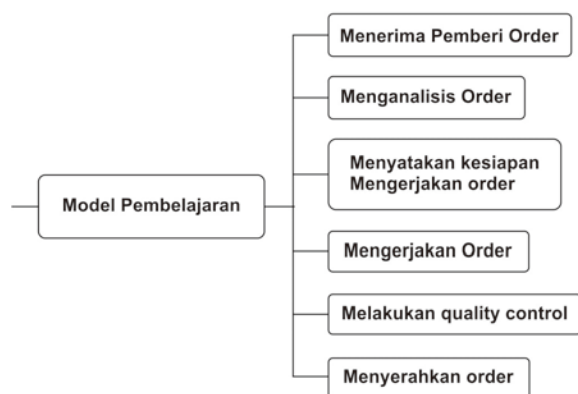 Menerima Pemberi Order
Menganalisis Order
Menyatakan kesiapan
Mengerjakan order
Model Pembelajaran
Mengerjakan Order
Melakukan quality control
Menyerahkan order